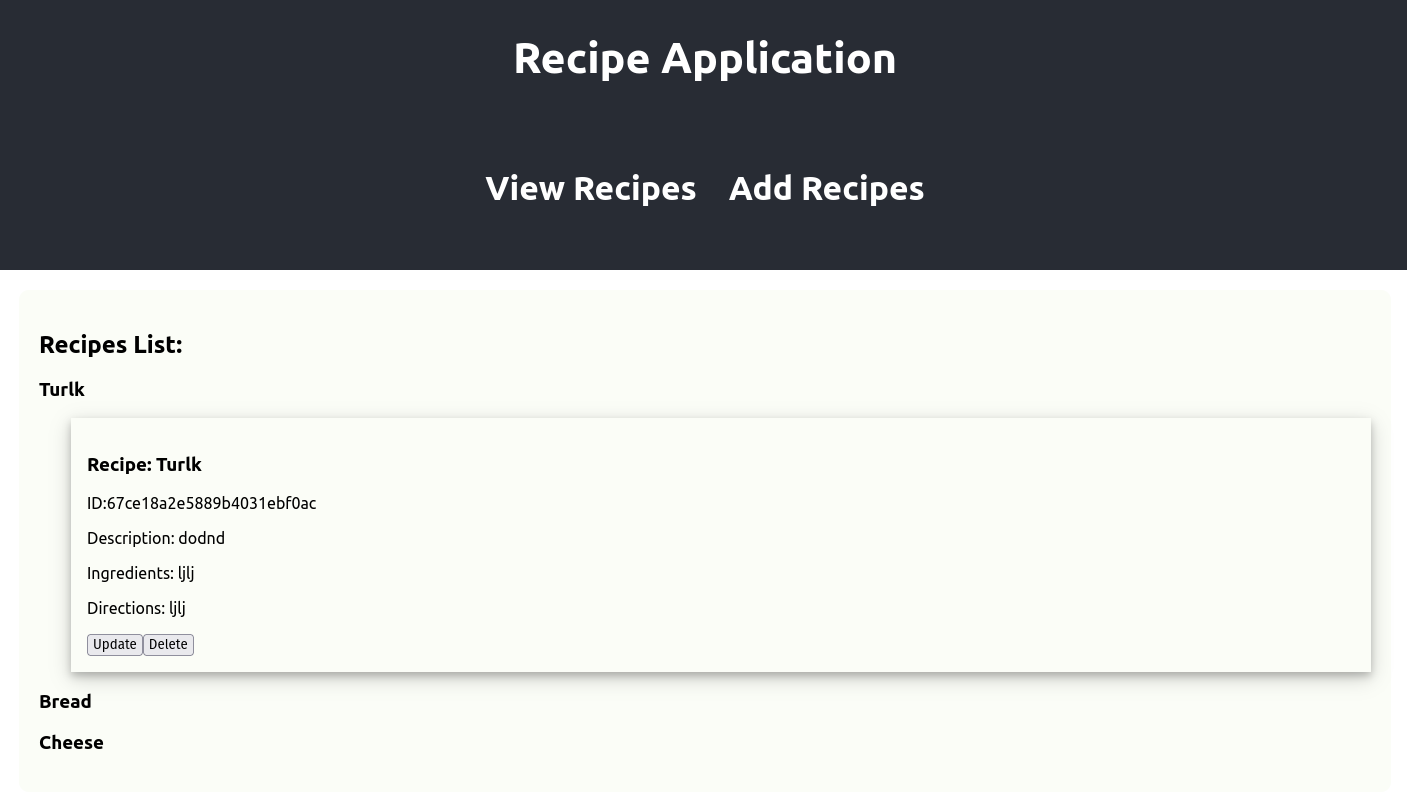 Recipe Application
View Recipes Add Recipes
Recipes List:
Turlk
Recipe: Turlk
ID:67ce18a2e5889b4031ebf0ac
Description: dodnd
Ingredients: ljlj
Directions: ljlj
Update Delete
Bread
Cheese